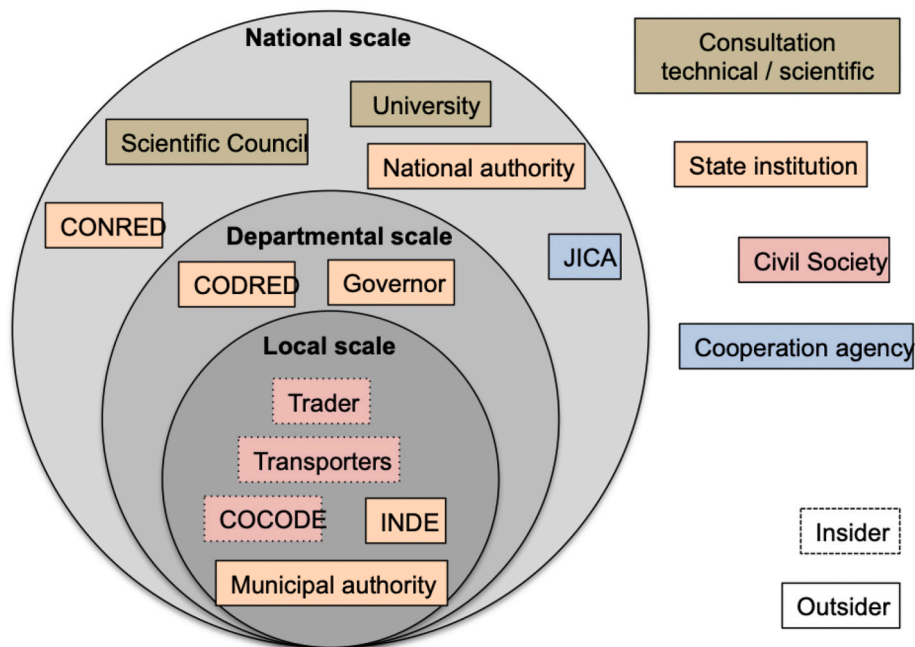 National scale
University
Scientific Council
National authority
CONRED
Departmental scale
JICA
CODRED
Governor
Local scale
Trader
Transporters
COCODE
INDE
Municipal authority
Consultation
technical / scientific
State institution
Civil Society
Cooperation agency
Insider
Outsider